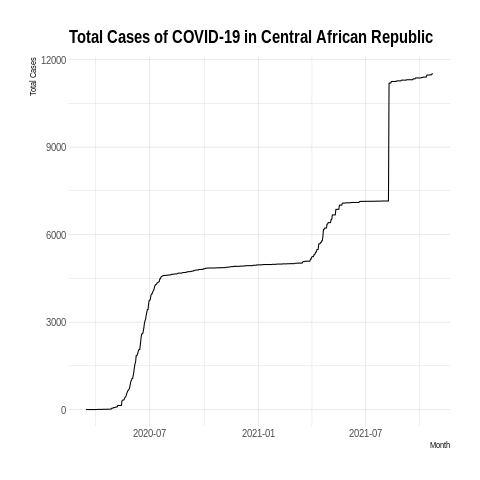 Total Cases of COVID-19 in Central African Republic
Total Cases
12000
9000
6000
3000
0
2020-07
2021-01
2021-07
Month